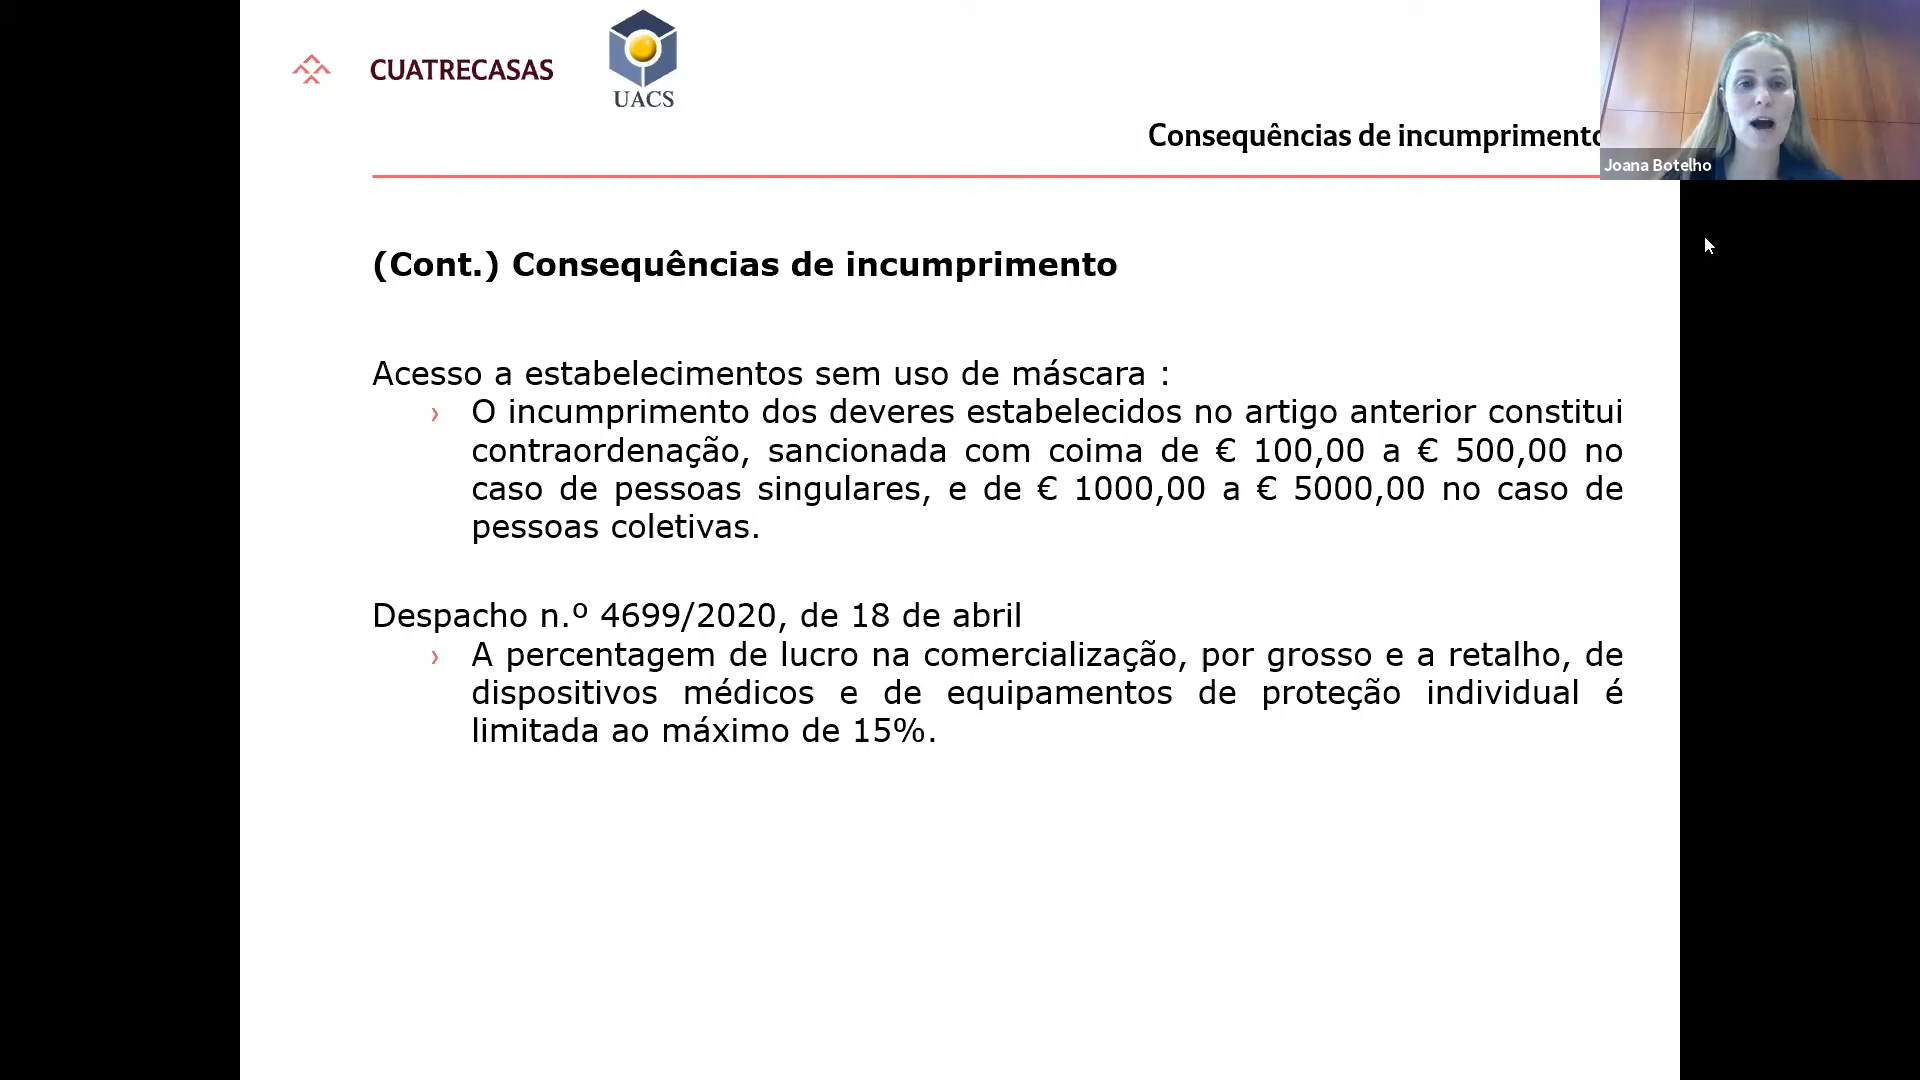 CUATRECASAS
UACS
Consequências de incumprimento
Joana Botelho
(Cont.) Consequências de incumprimento
Acesso a estabelecimentos sem uso de máscara :
› O incumprimento dos deveres estabelecidos no artigo anterior constitui
contraordenação, sancionada com coima de € 100,00 a € 500,00 no
caso de pessoas singulares, e de € 1000,00 a € 5000,00 no caso de
pessoas coletivas.
Despacho n.º 4699/2020, de 18 de abril
› A percentagem de lucro na comercialização, por grosso e a retalho, de
dispositivos médicos e de equipamentos de proteção individual é
limitada ao máximo de 15%.